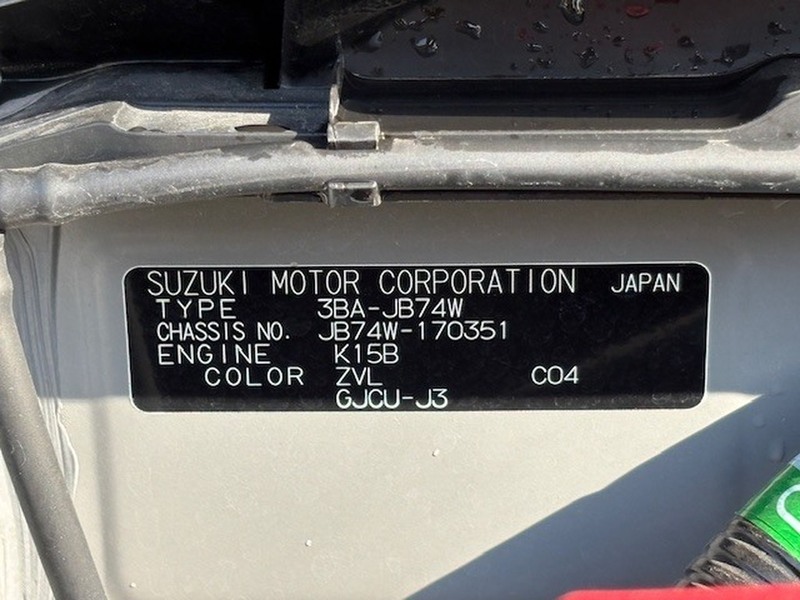 SUZUKI MOTOR CORPORATION JAPAN
TYPE 3BA-JB74W
CHASSIS NO. JB74W-170351
ENGINE K15B
COLOR ZVL C04
GJCU-J3